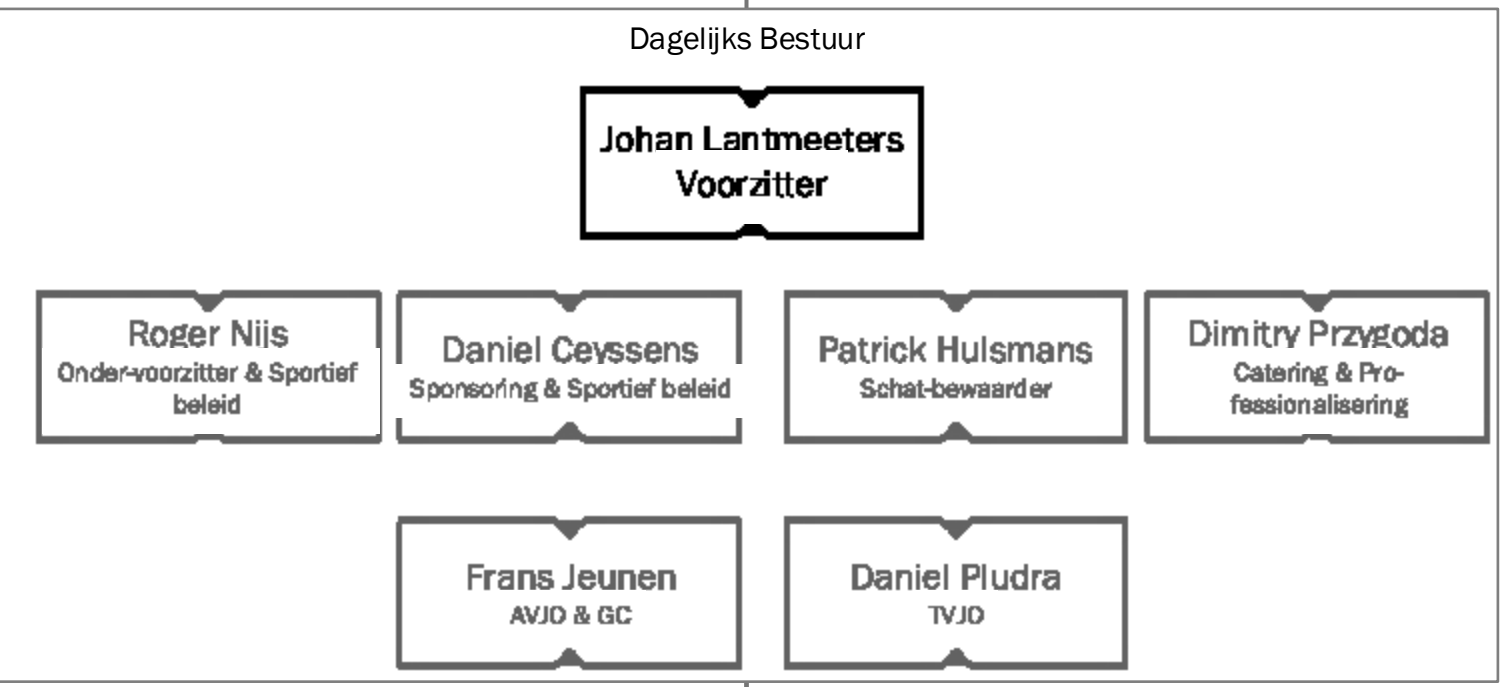 Dagelijks Bestuur
Johan Lantmeeters
Voorzitter
Roger Nijs
Onder-voorzitter & Sportief
beleid
Daniel Ceyssens
Sponsoring & Sportief beleid
Patrick Hulsmans
Schat-bewaarder
Dimitry Przygoda
Catering & Pro-
fessionalisering
Frans Jeunen
AVJO & GC
Daniel Pludra
TVJO